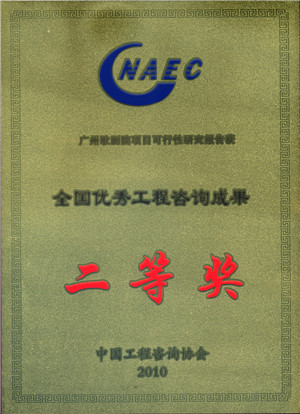 NAEC
广州歌剧院项目可行性研究报告获
全国优秀工程咨询成果
二等奖
中国工程咨询协会
2010